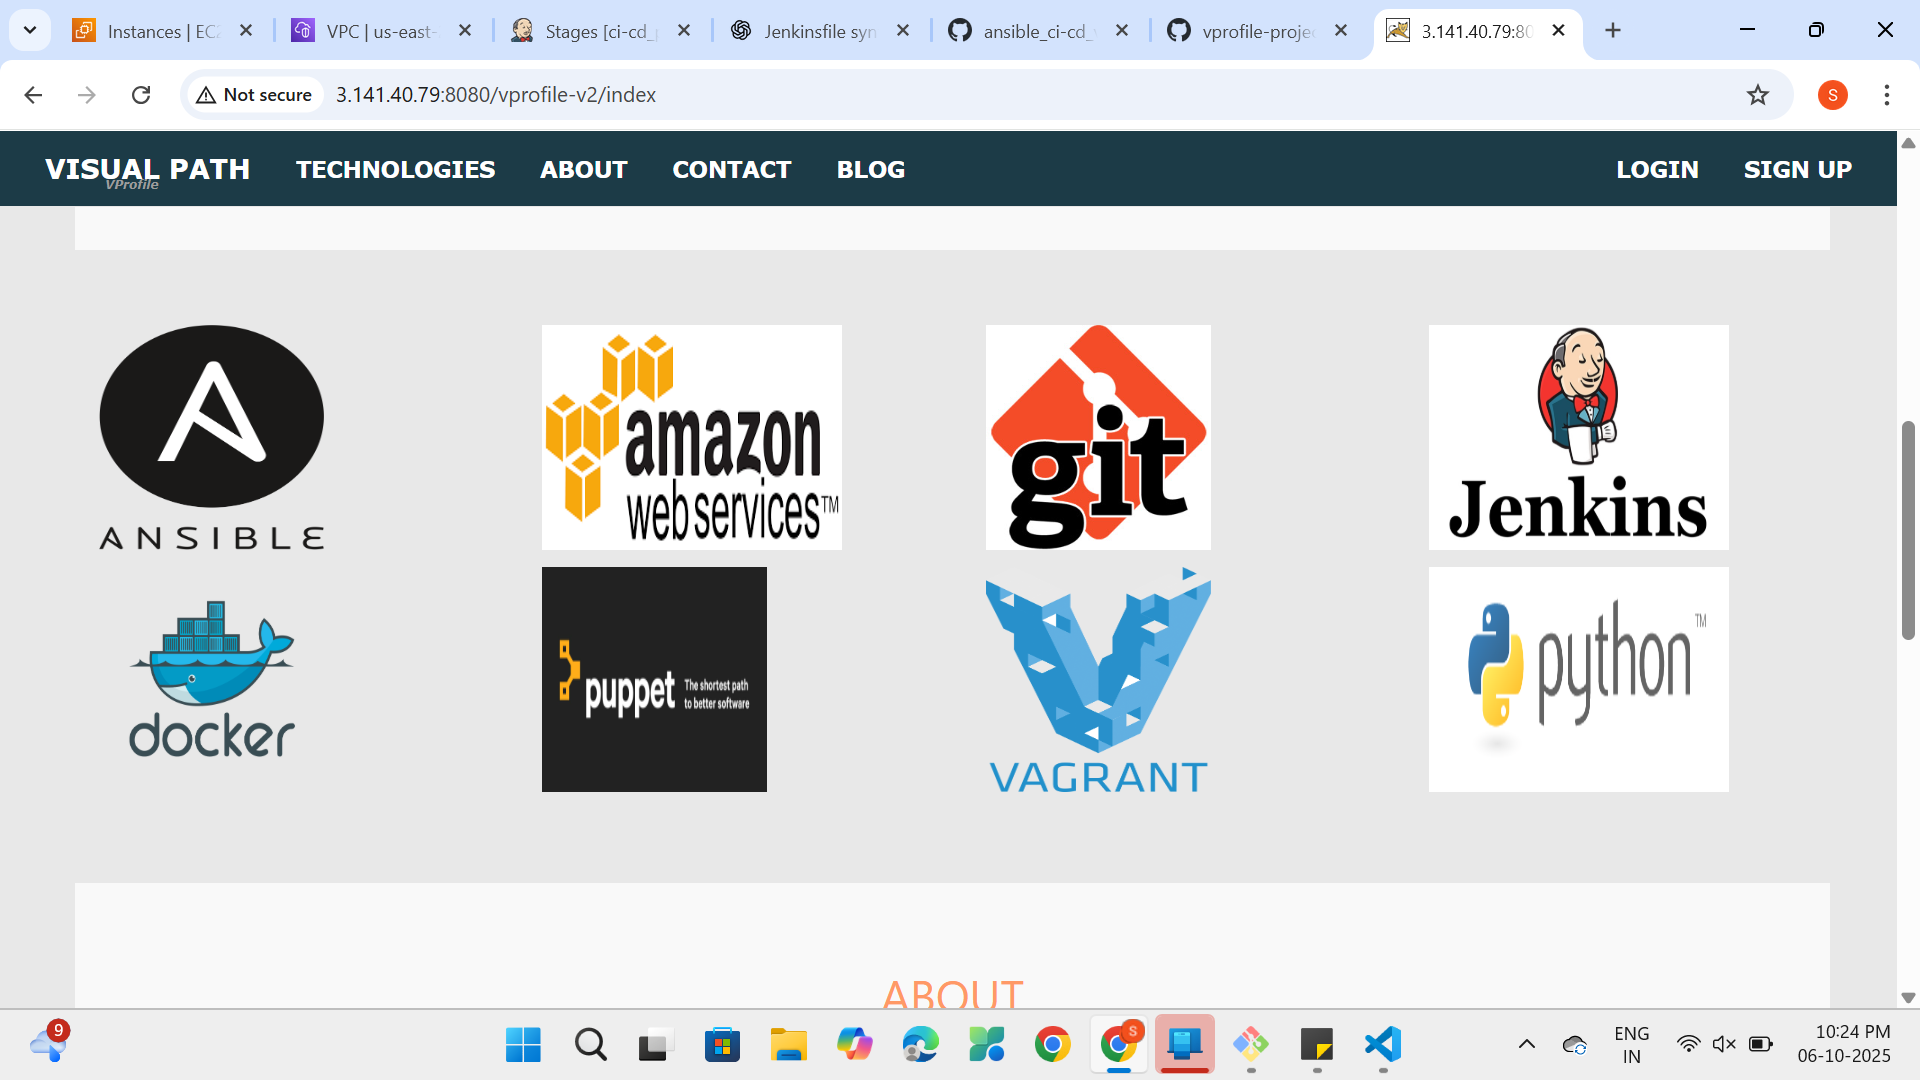 Instances | EC2
VPC | us-east-
Stages [ci-cd_
Jenkinsfile syn
ansible_ci-cd_
vprofile-projec
3.141.40.79:80
Not secure
3.141.40.79:8080/vprofile-v2/index
S
VISUAL PATH
VProfile
TECHNOLOGIES
ABOUT
CONTACT
BLOG
LOGIN
SIGN UP
ANSIBLE
amazon
web services™
git
Jenkins
docker
puppet
The shortest path
to better software
VAGRANT
python™
ABOUT
9
S
ENG
IN
10:24 PM
06-10-2025